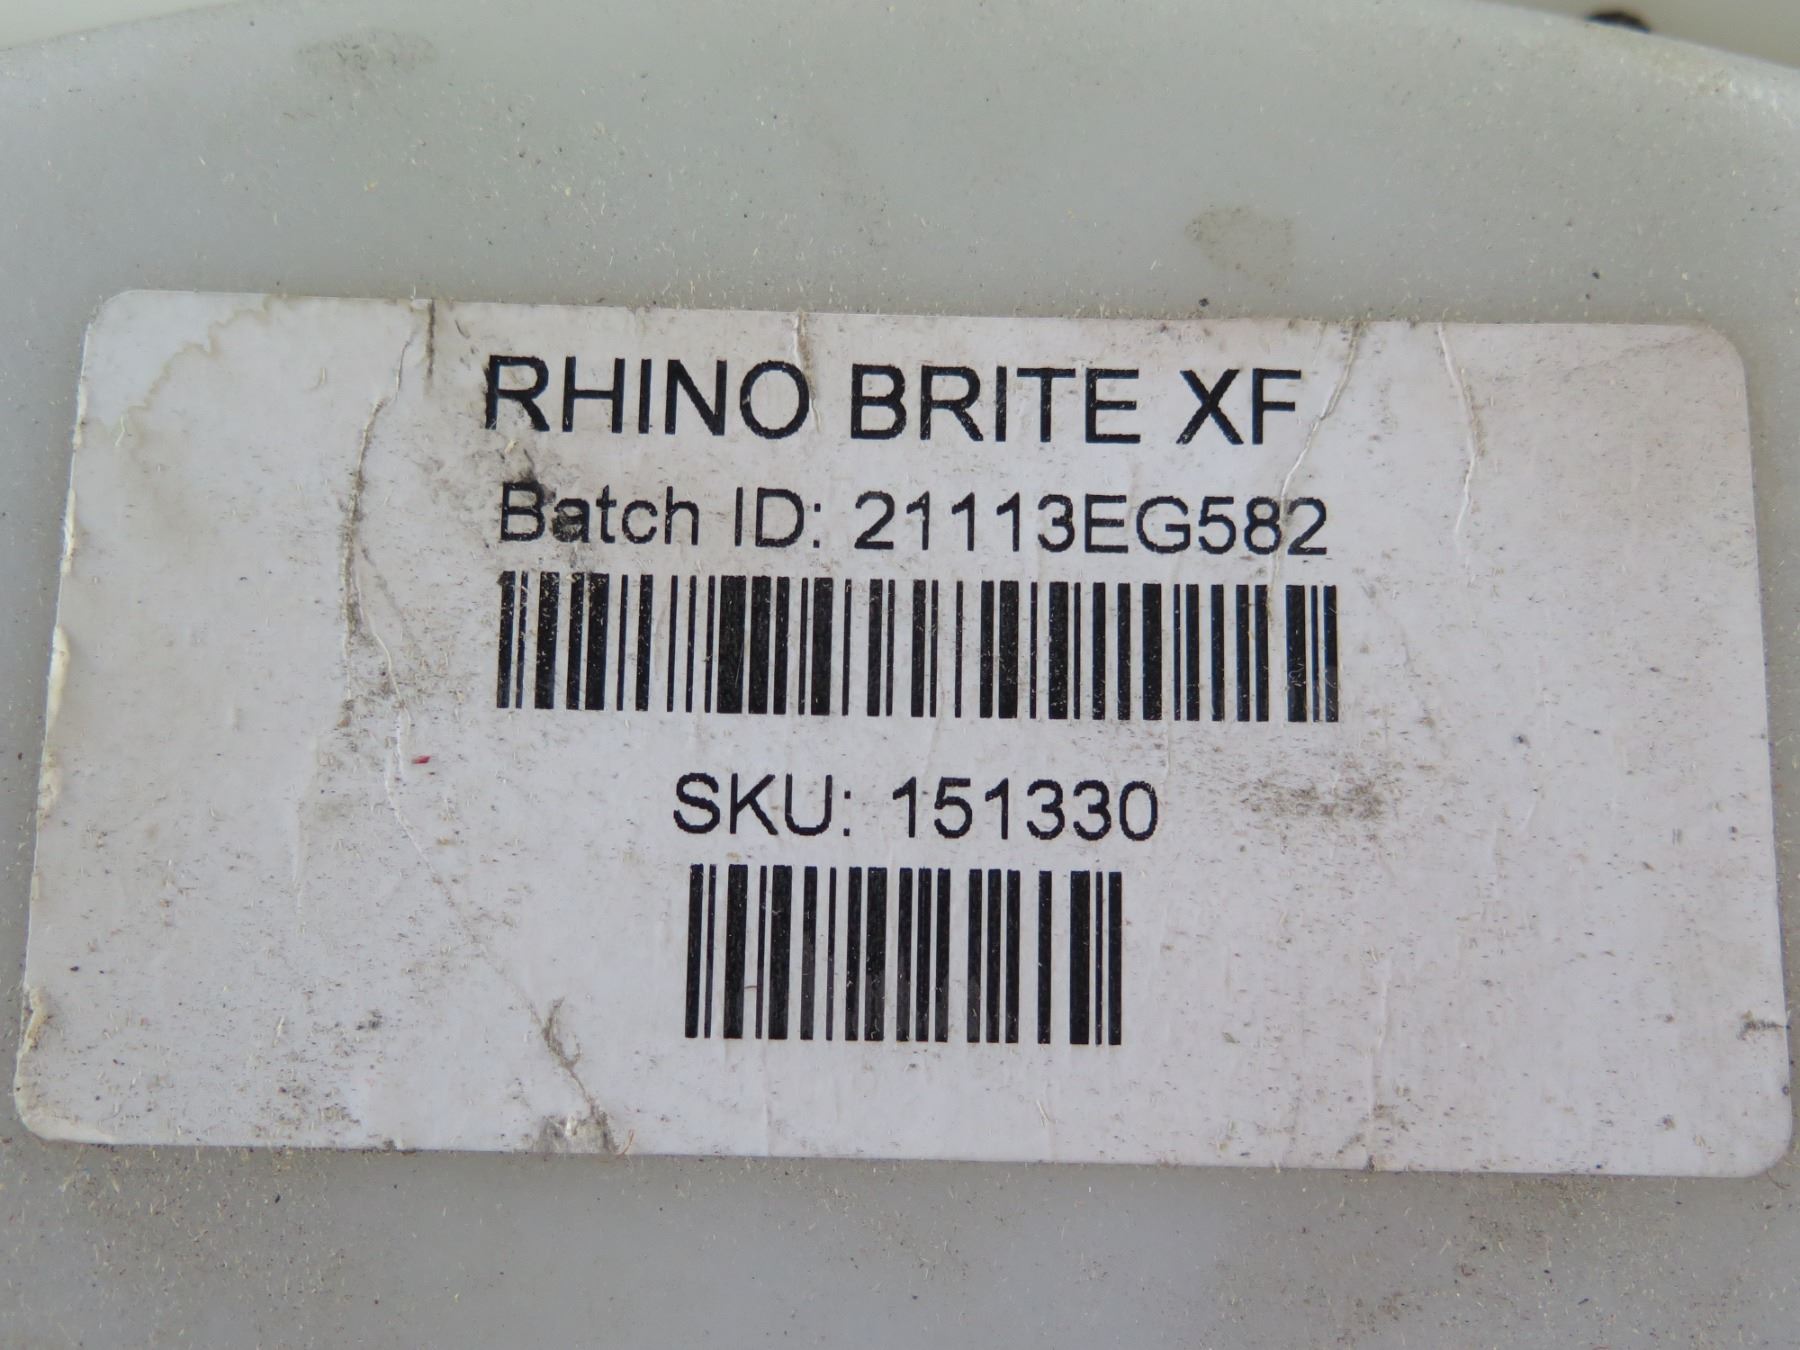 RHINO BRITE XF
Batch ID: 21113EG582
SKU: 151330